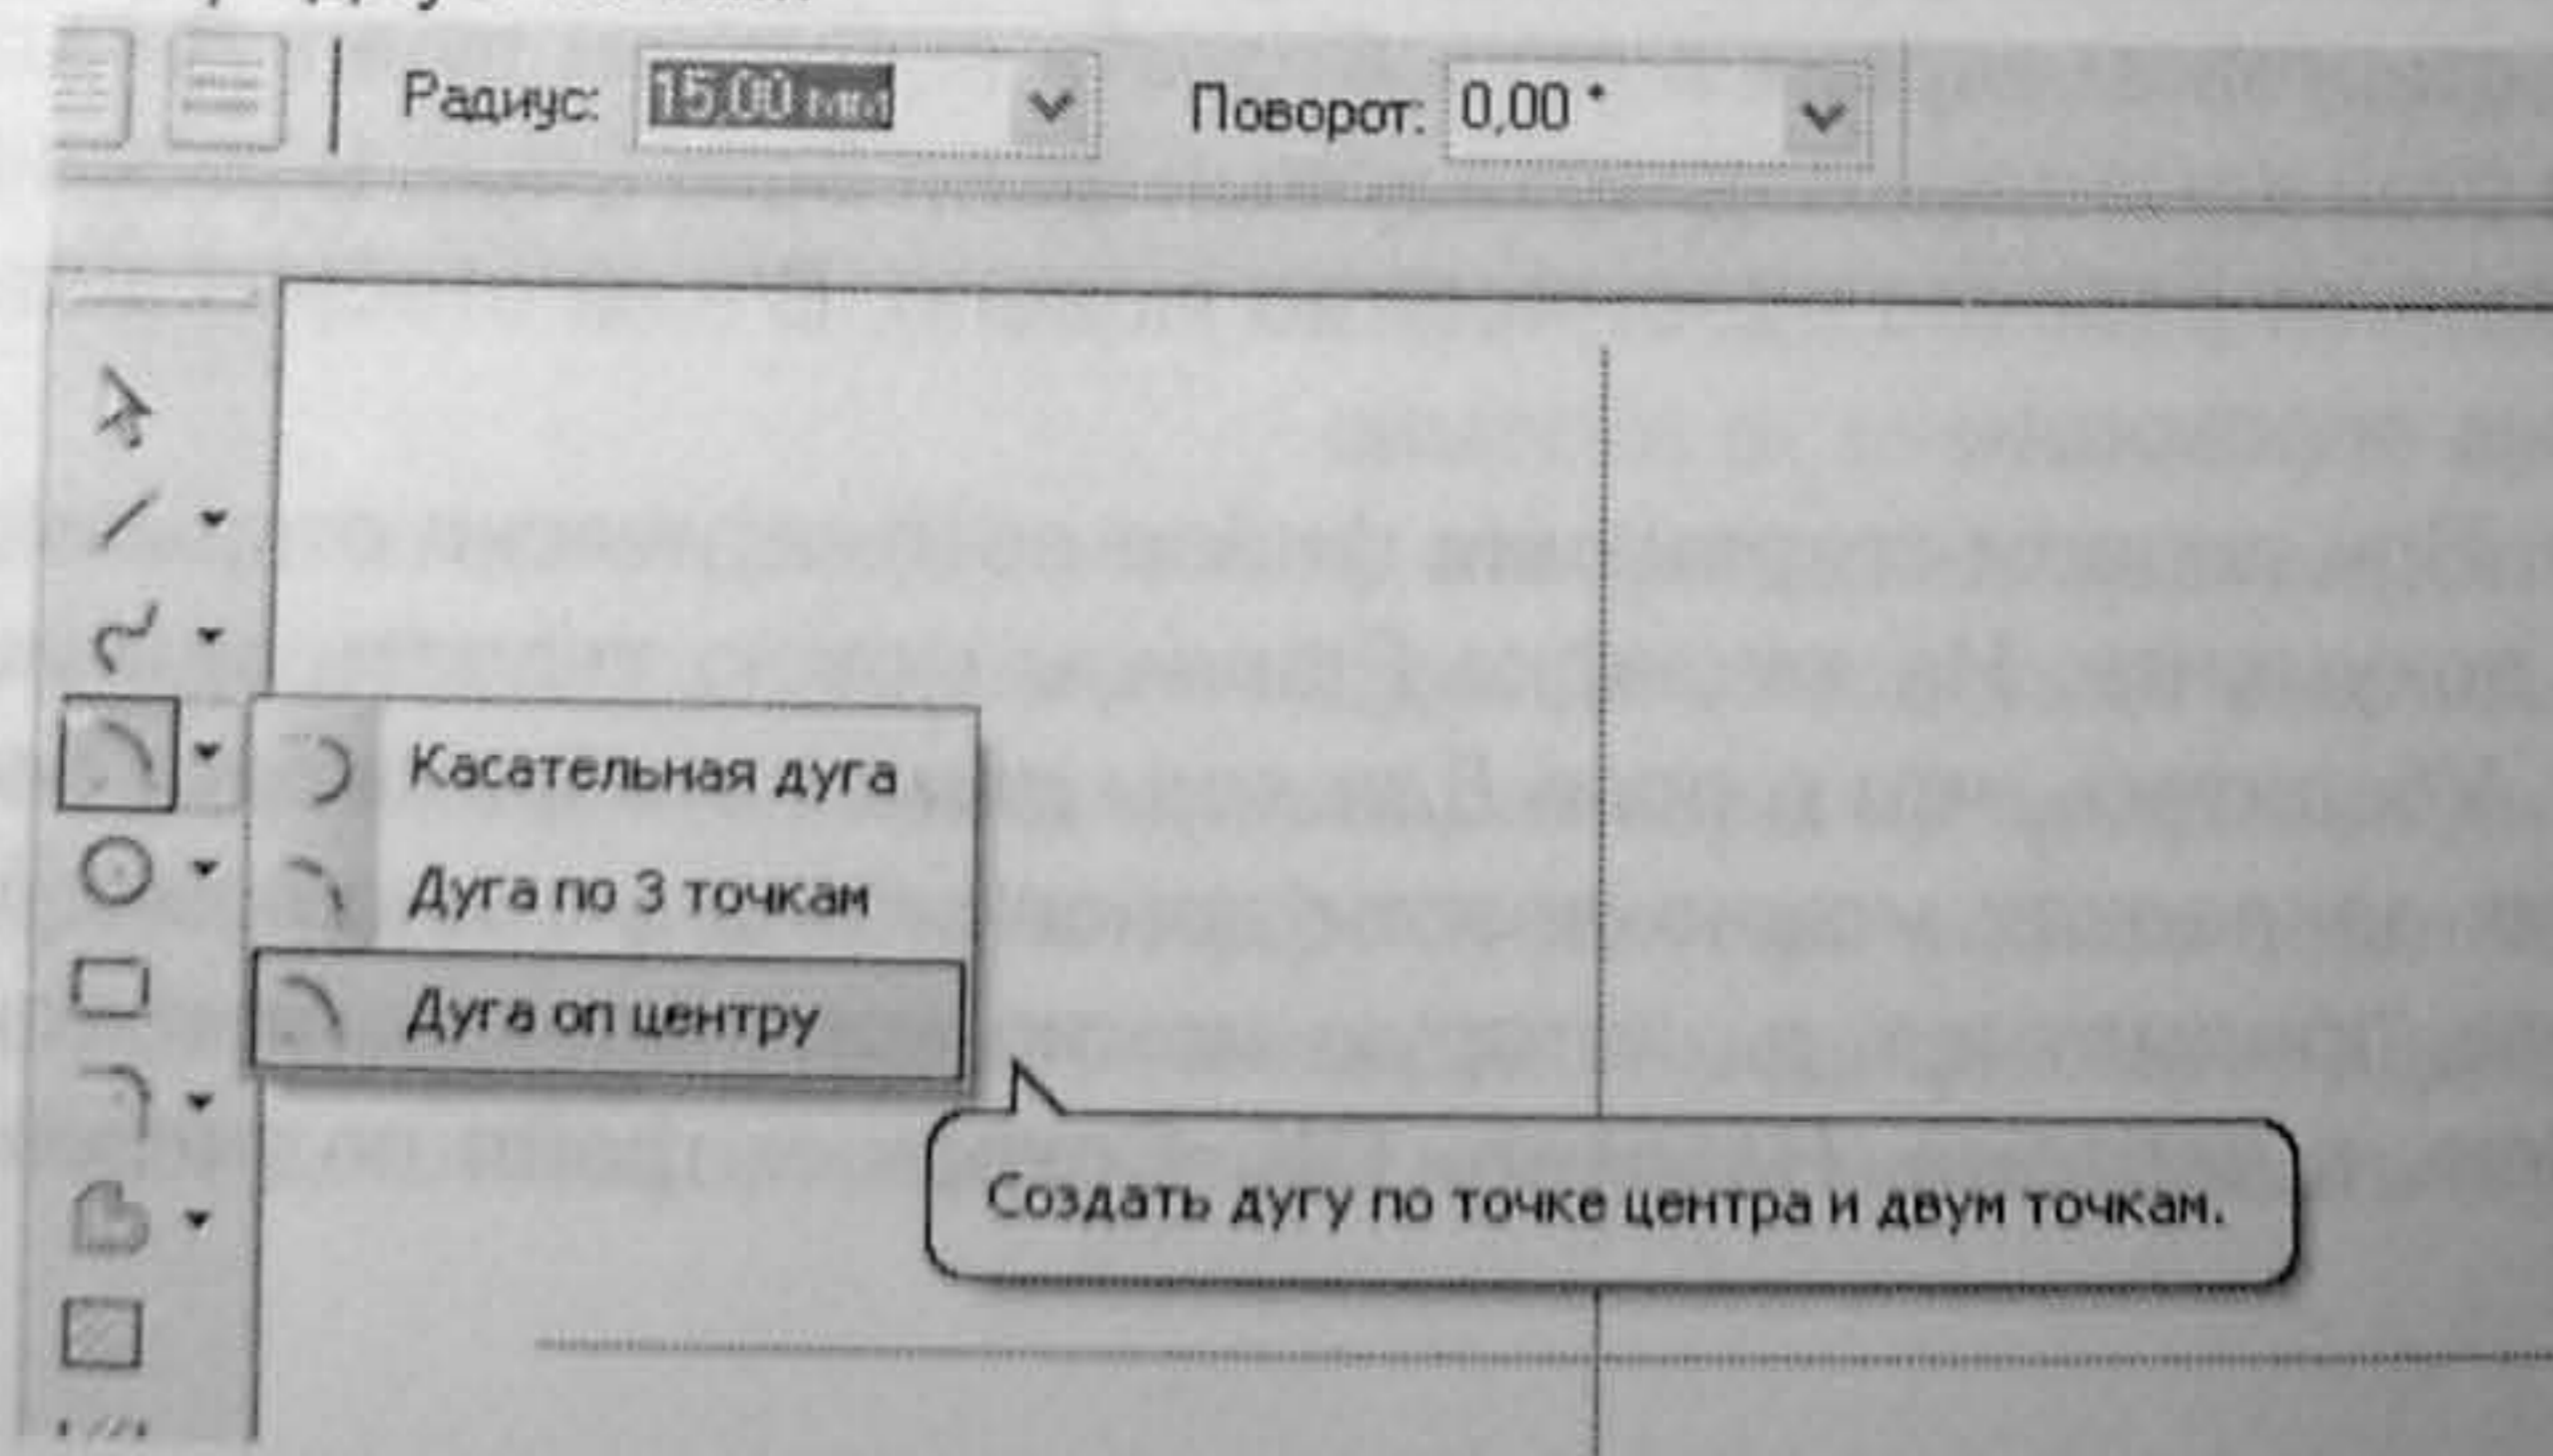 Радиус: 15,00 мм Поворот: 0,00 °
Касательная дуга
Дуга по 3 точкам
Дуга оп центру
Создать дугу по точке центра и двум точкам.